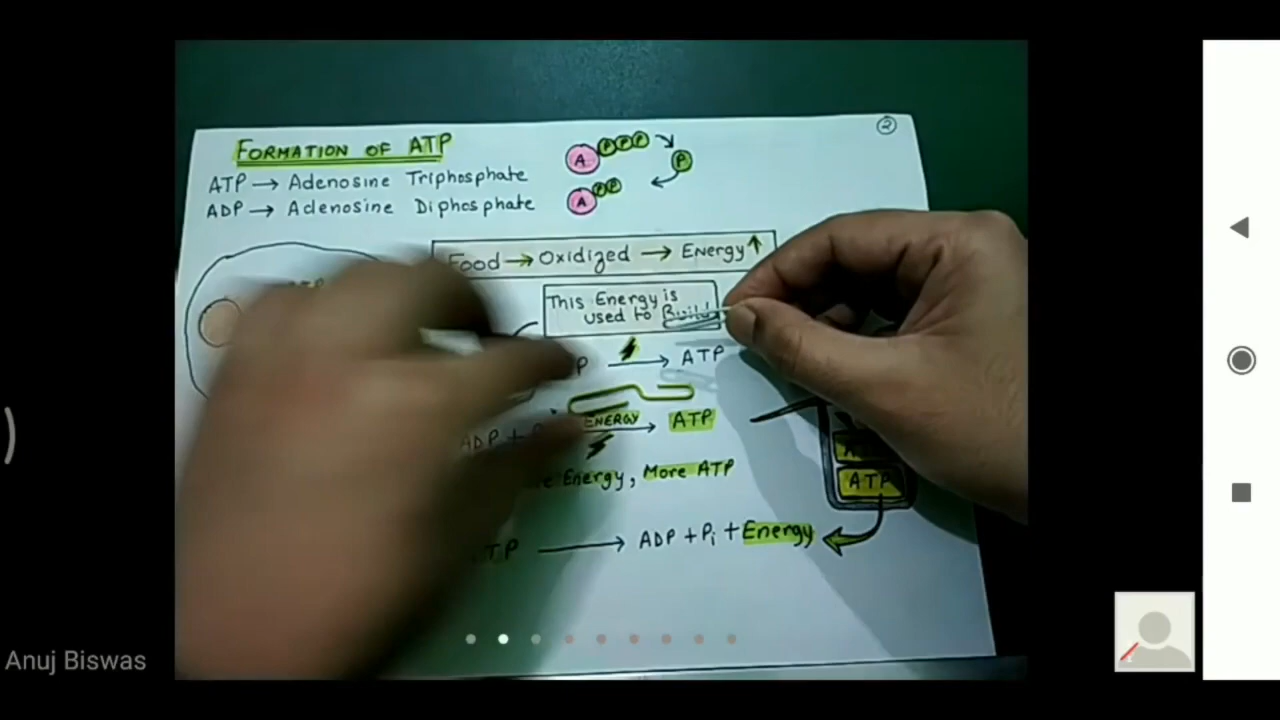 FORMATION OF ATP
ATP → Adenosine Triphosphate
ADP → Adenosine Diphosphate
A P P P
P
A P P
2
Food → Oxidized → Energy ↑
This Energy is
used to Build
→ ATP
ADP + ENERGY → ATP
Energy, More ATP
ATP
→ ADP + Pi + Energy
Anuj Biswas